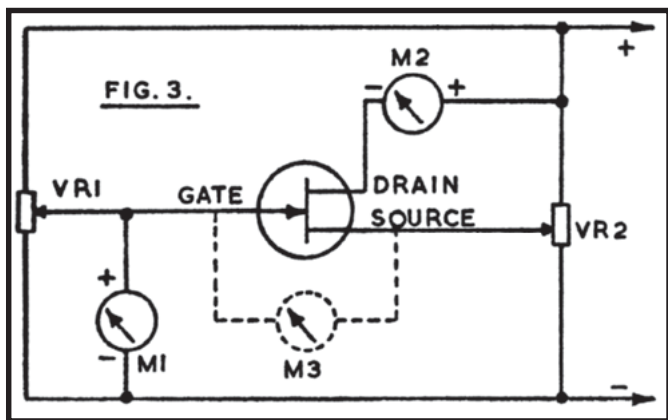 M2
+
FIG. 3.
- +
VR1
GATE
DRAIN
SOURCE
VR2
+
- M1
M3
-